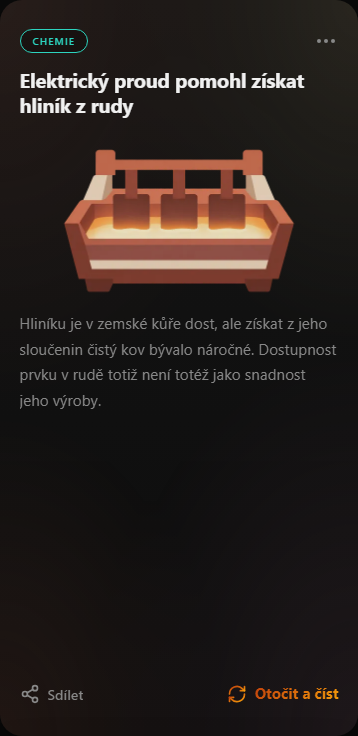 CHEMIE
Elektrický proud pomohl získat
hliník z rudy
Hliníku je v zemské kůře dost, ale získat z jeho
sloučenin čistý kov bývalo náročné. Dostupnost
prvku v rudě totiž není totéž jako snadnost
jeho výroby.
Sdílet
Otočit a číst